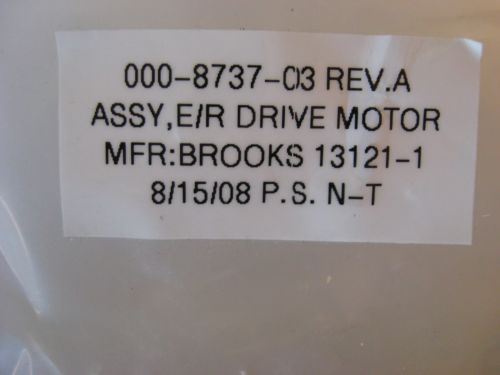 000-8737-03 REV.A
ASSY,E/R DRIVE MOTOR
MFR:BROOKS 13121-1
8/15/08 P.S. N-T